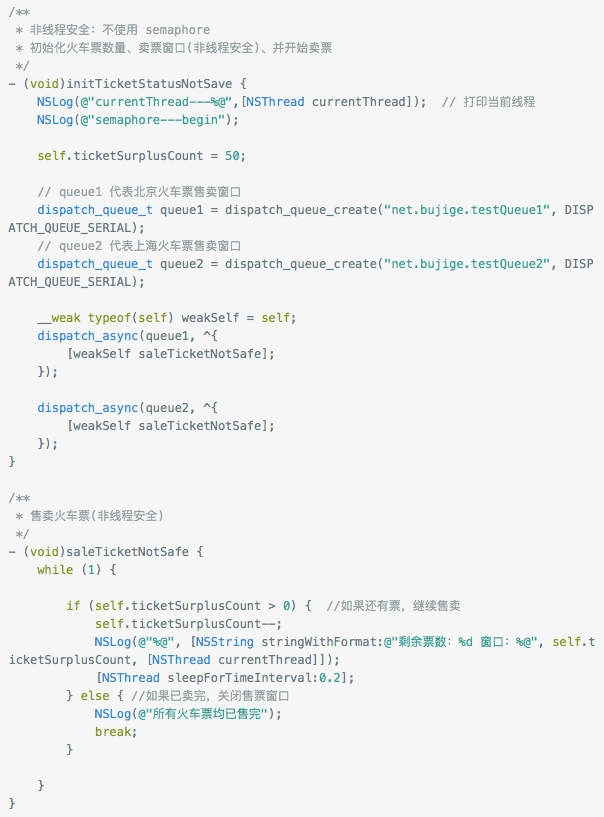 /**
 * 非线程安全：不使用 semaphore
 * 初始化火车票数量、卖票窗口(非线程安全)、并开始卖票
 */
- (void)initTicketStatusNotSave {
    NSLog(@"currentThread---%@",[NSThread currentThread]);  // 打印当前线程
    NSLog(@"semaphore---begin");

    self.ticketSurplusCount = 50;

    // queue1 代表北京火车票售卖窗口
    dispatch_queue_t queue1 = dispatch_queue_create("net.bujige.testQueue1", DISP
ATCH_QUEUE_SERIAL);
    // queue2 代表上海火车票售卖窗口
    dispatch_queue_t queue2 = dispatch_queue_create("net.bujige.testQueue2", DISP
ATCH_QUEUE_SERIAL);

    __weak typeof(self) weakSelf = self;
    dispatch_async(queue1, ^{
        [weakSelf saleTicketNotSafe];
    });

    dispatch_async(queue2, ^{
        [weakSelf saleTicketNotSafe];
    });
}

/**
 * 售卖火车票(非线程安全)
 */
- (void)saleTicketNotSafe {
    while (1) {

        if (self.ticketSurplusCount > 0) {  //如果还有票，继续售卖
            self.ticketSurplusCount--;
            NSLog(@"%@", [NSString stringWithFormat:@"剩余票数：%d 窗口：%@", self.t
icketSurplusCount, [NSThread currentThread]]);
            [NSThread sleepForTimeInterval:0.2];
        } else { //如果已卖完，关闭售票窗口
            NSLog(@"所有火车票均已售完");
            break;
        }

    }
}